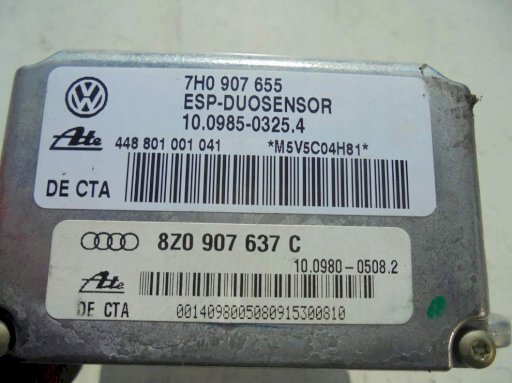 7H0 907 655
ESP-DUOSENSOR
10.0985-0325.4
Ate
448 801 001 041 *M5V5C04H81*
DE CTA
8Z0 907 637 C
10.0980-0508.2
Ate
DE CTA 0014098005080915300810